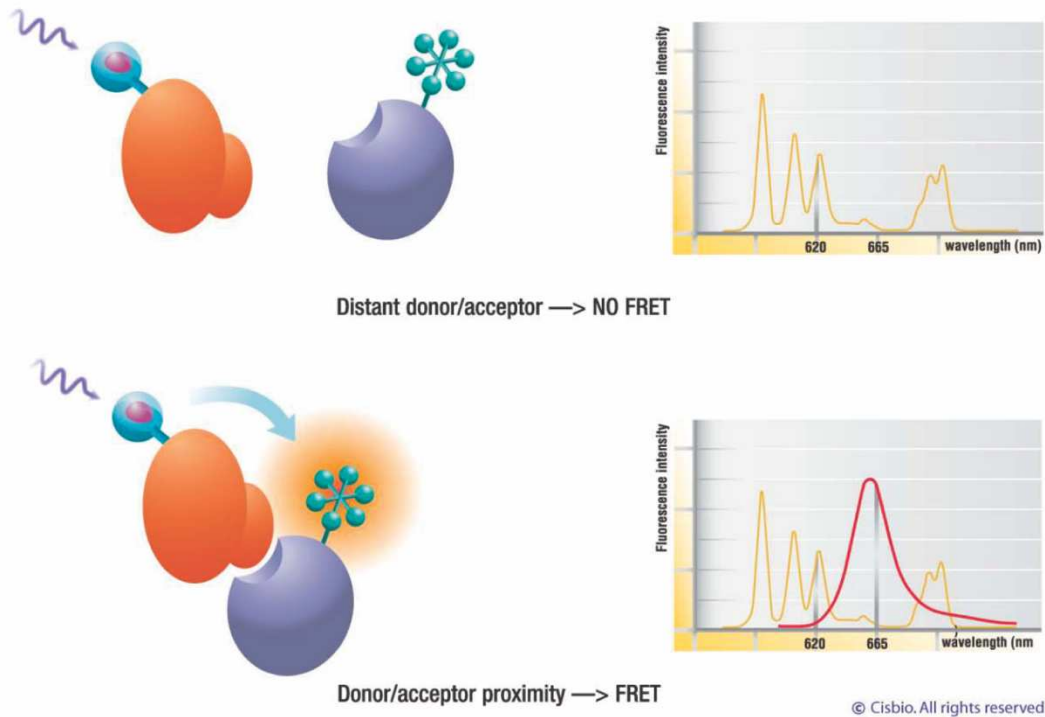 Fluorescence intensity
620 665 wavelength (nm)
Distant donor/acceptor —> NO FRET
Fluorescence intensity
620 665 wavelength (nm
Donor/acceptor proximity —> FRET
© Cisbio. All rights reserved